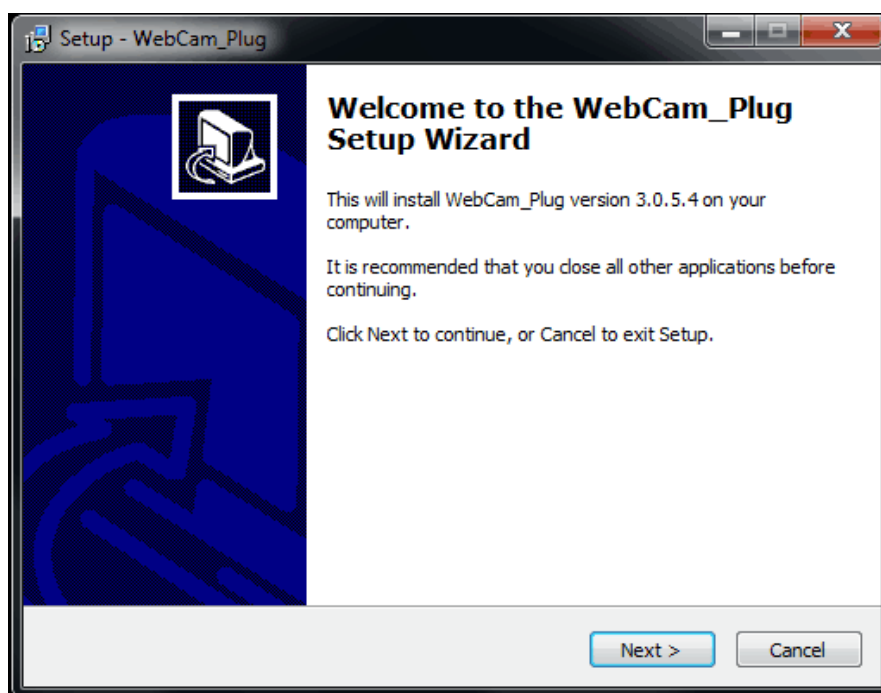 Setup - WebCam_Plug
Welcome to the WebCam_Plug
Setup Wizard
This will install WebCam_Plug version 3.0.5.4 on your
computer.
It is recommended that you close all other applications before
continuing.
Click Next to continue, or Cancel to exit Setup.
Next >
Cancel